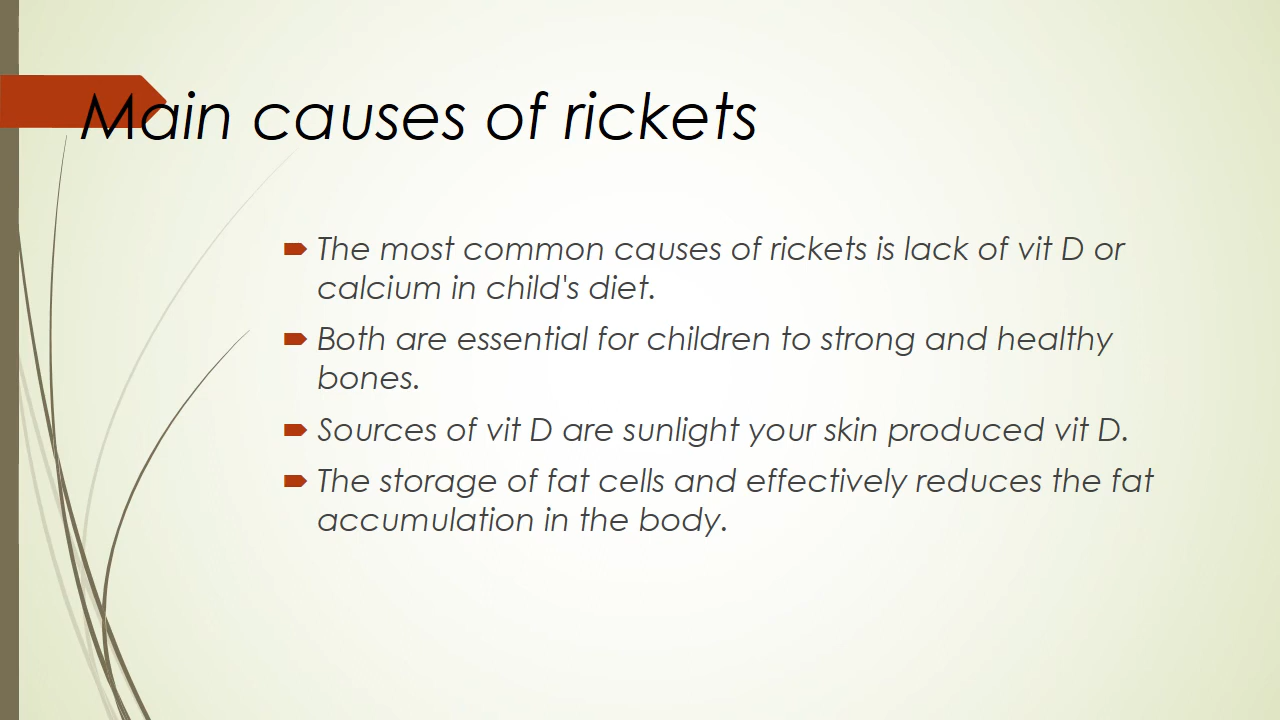 Main causes of rickets
The most common causes of rickets is lack of vit D or
calcium in child's diet.
Both are essential for children to strong and healthy
bones.
Sources of vit D are sunlight your skin produced vit D.
The storage of fat cells and effectively reduces the fat
accumulation in the body.